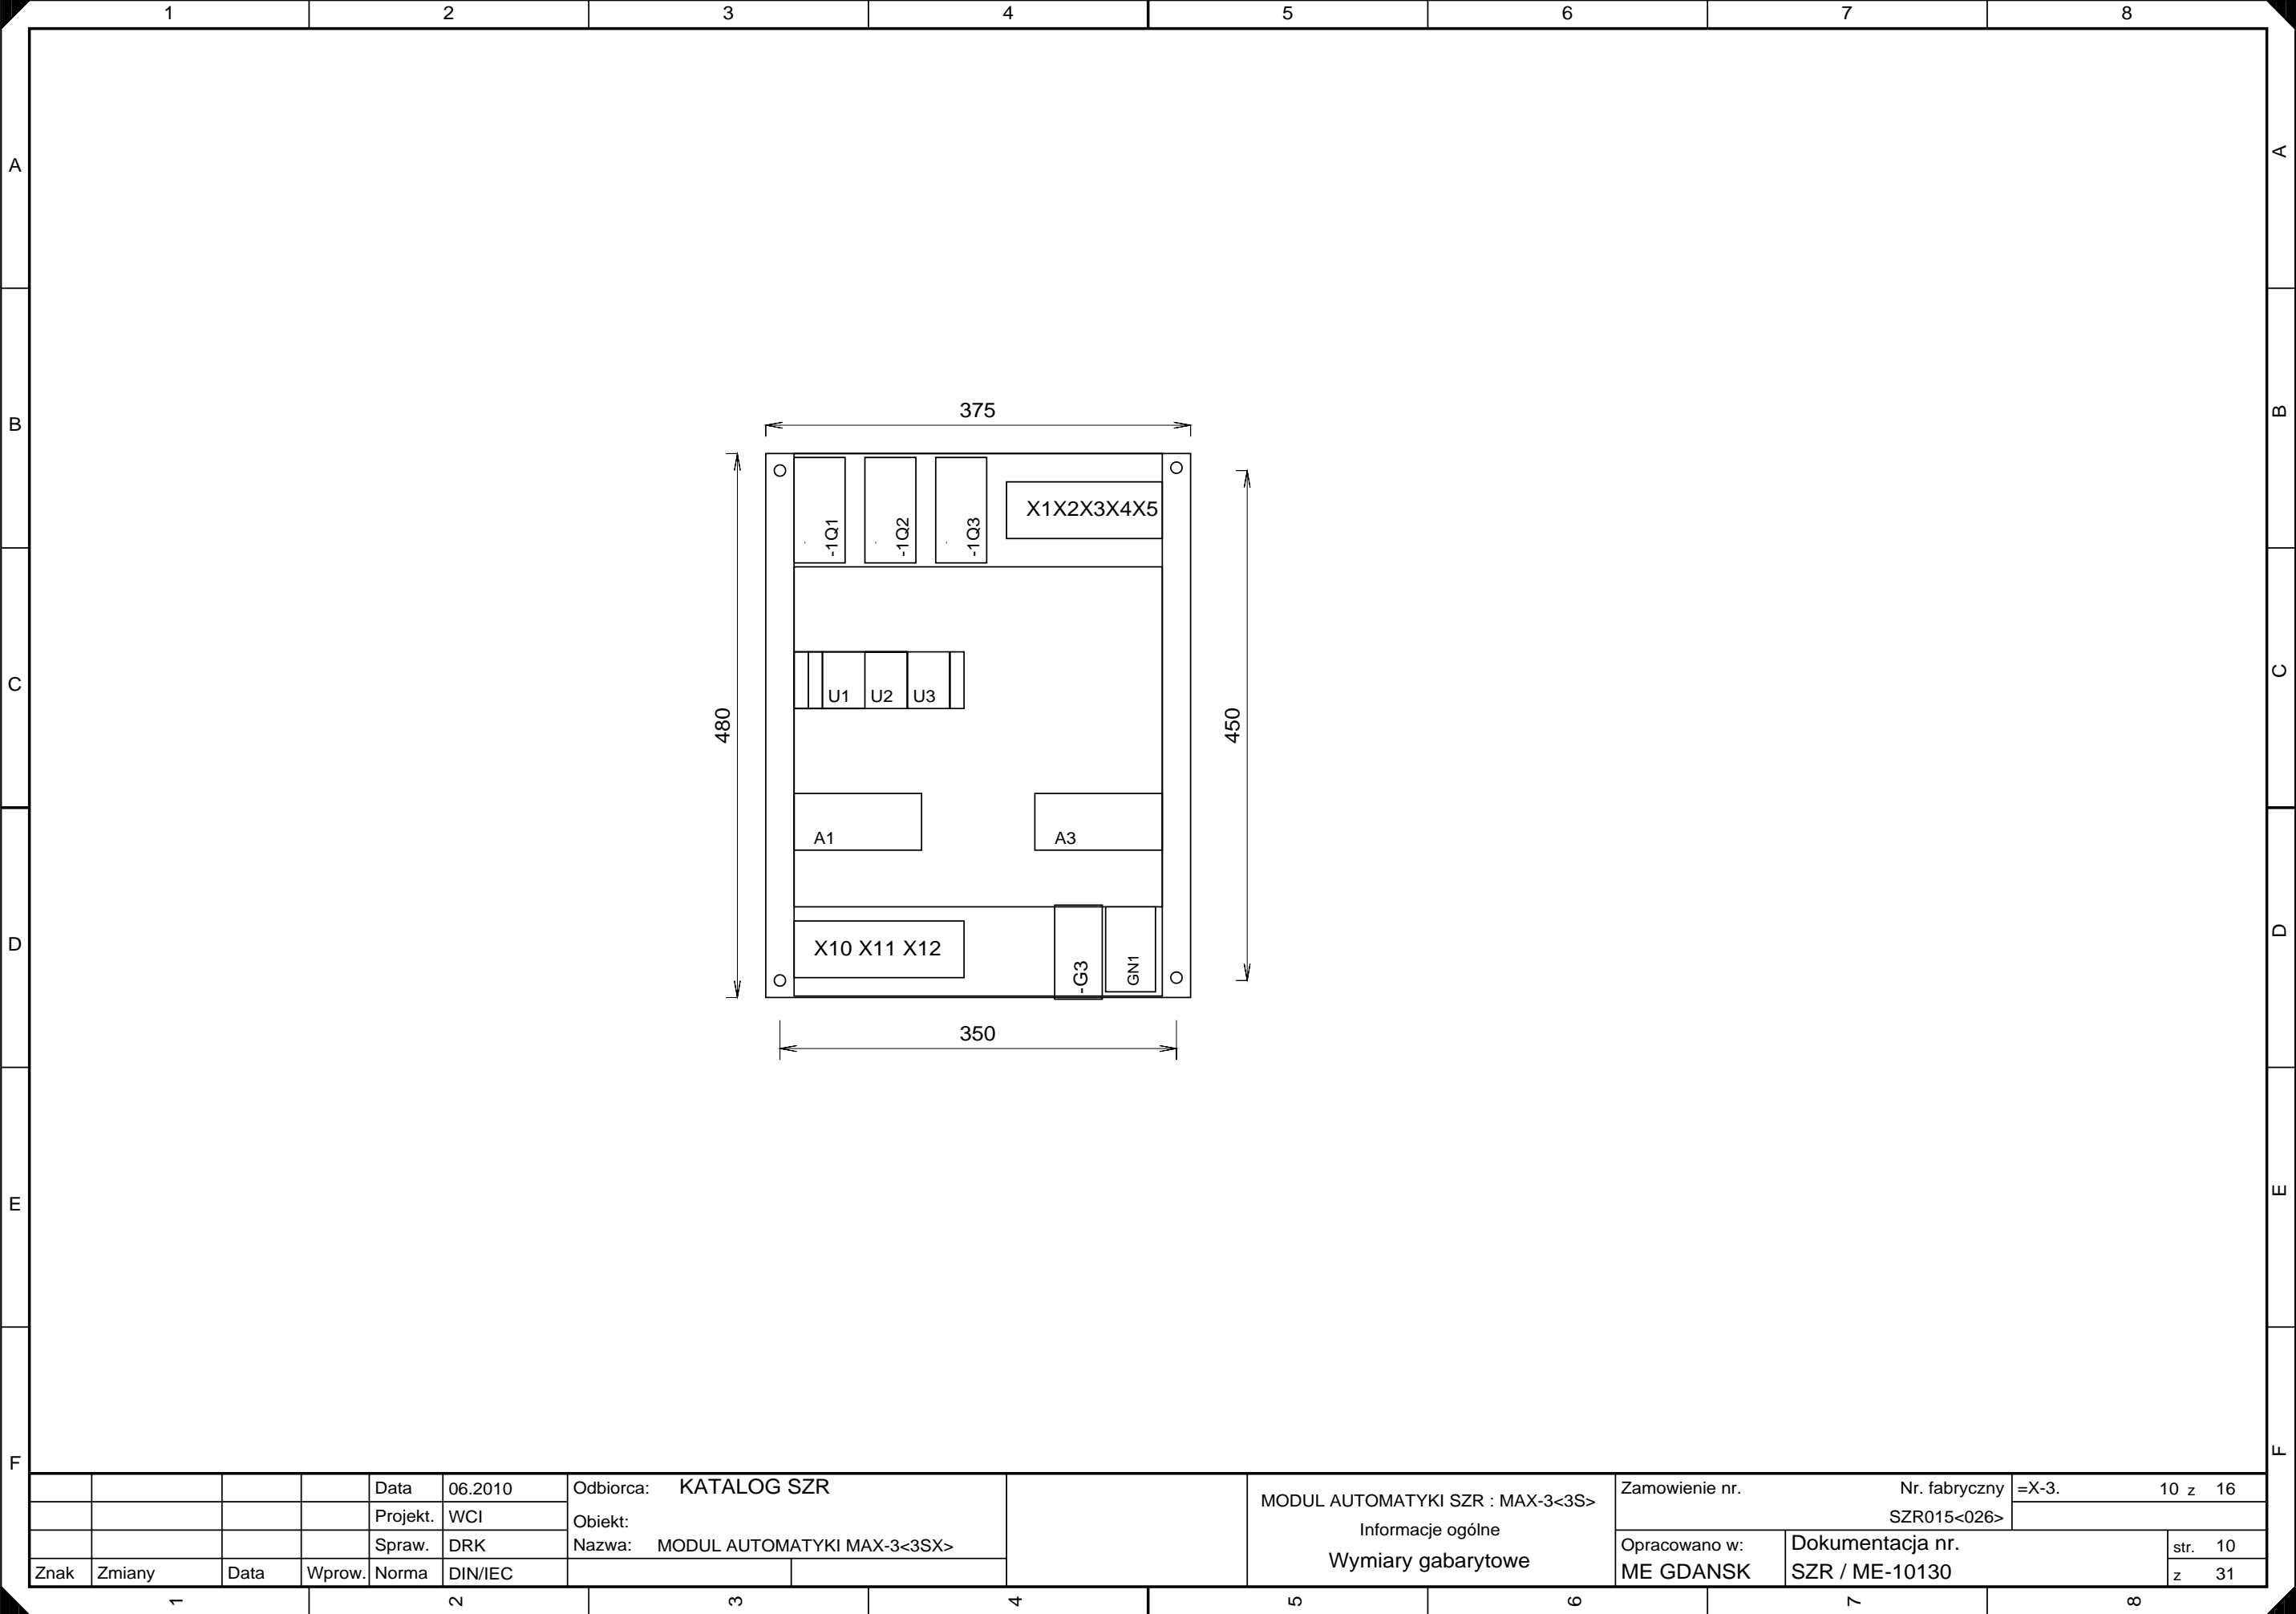 1 2 3 4 5 6 7 8
A A
B B
C C
D D
E E
F F
375
-1Q1 -1Q2 -1Q3 X1X2X3X4X5
480
450
U1 U2 U3
A1 A3
X10 X11 X12 -G3 GN1
350
Data 06.2010 Odbiorca: KATALOG SZR
Projekt. WCI Obiekt:
Spraw. DRK Nazwa: MODUL AUTOMATYKI MAX-3<3SX>
Znak Zmiany Data Wprow. Norma DIN/IEC
MODUL AUTOMATYKI SZR : MAX-3<3S>
Informacje ogólne
Wymiary gabarytowe
Zamowienie nr. Nr. fabryczny =X-3. 10 z 16
SZR015<026>
Opracowano w: Dokumentacja nr. str. 10
ME GDANSK SZR / ME-10130 z 31
1 2 3 4 5 6 7 8